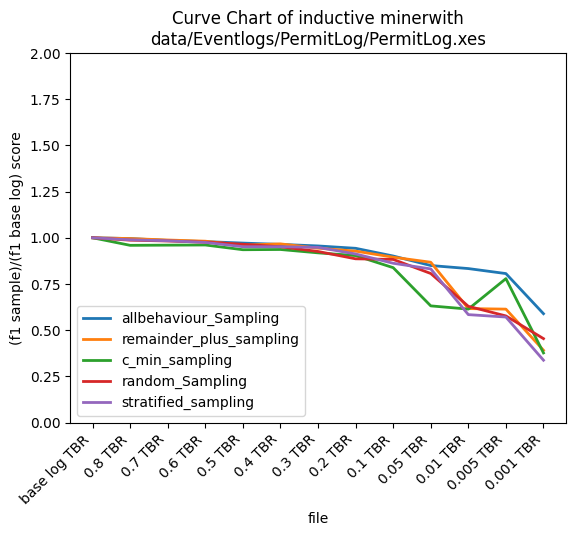 Curve Chart of inductive minerwith
data/Eventlogs/PermitLog/PermitLog.xes
(f1 sample)/(f1 base log) score
2.00
1.75
1.50
1.25
1.00
0.75
0.50
0.25
0.00
allbehaviour_Sampling
remainder_plus_sampling
c_min_sampling
random_Sampling
stratified_sampling
base log TBR
0.8 TBR
0.7 TBR
0.6 TBR
0.5 TBR
0.4 TBR
0.3 TBR
0.2 TBR
0.1 TBR
0.05 TBR
0.01 TBR
0.005 TBR
0.001 TBR
file